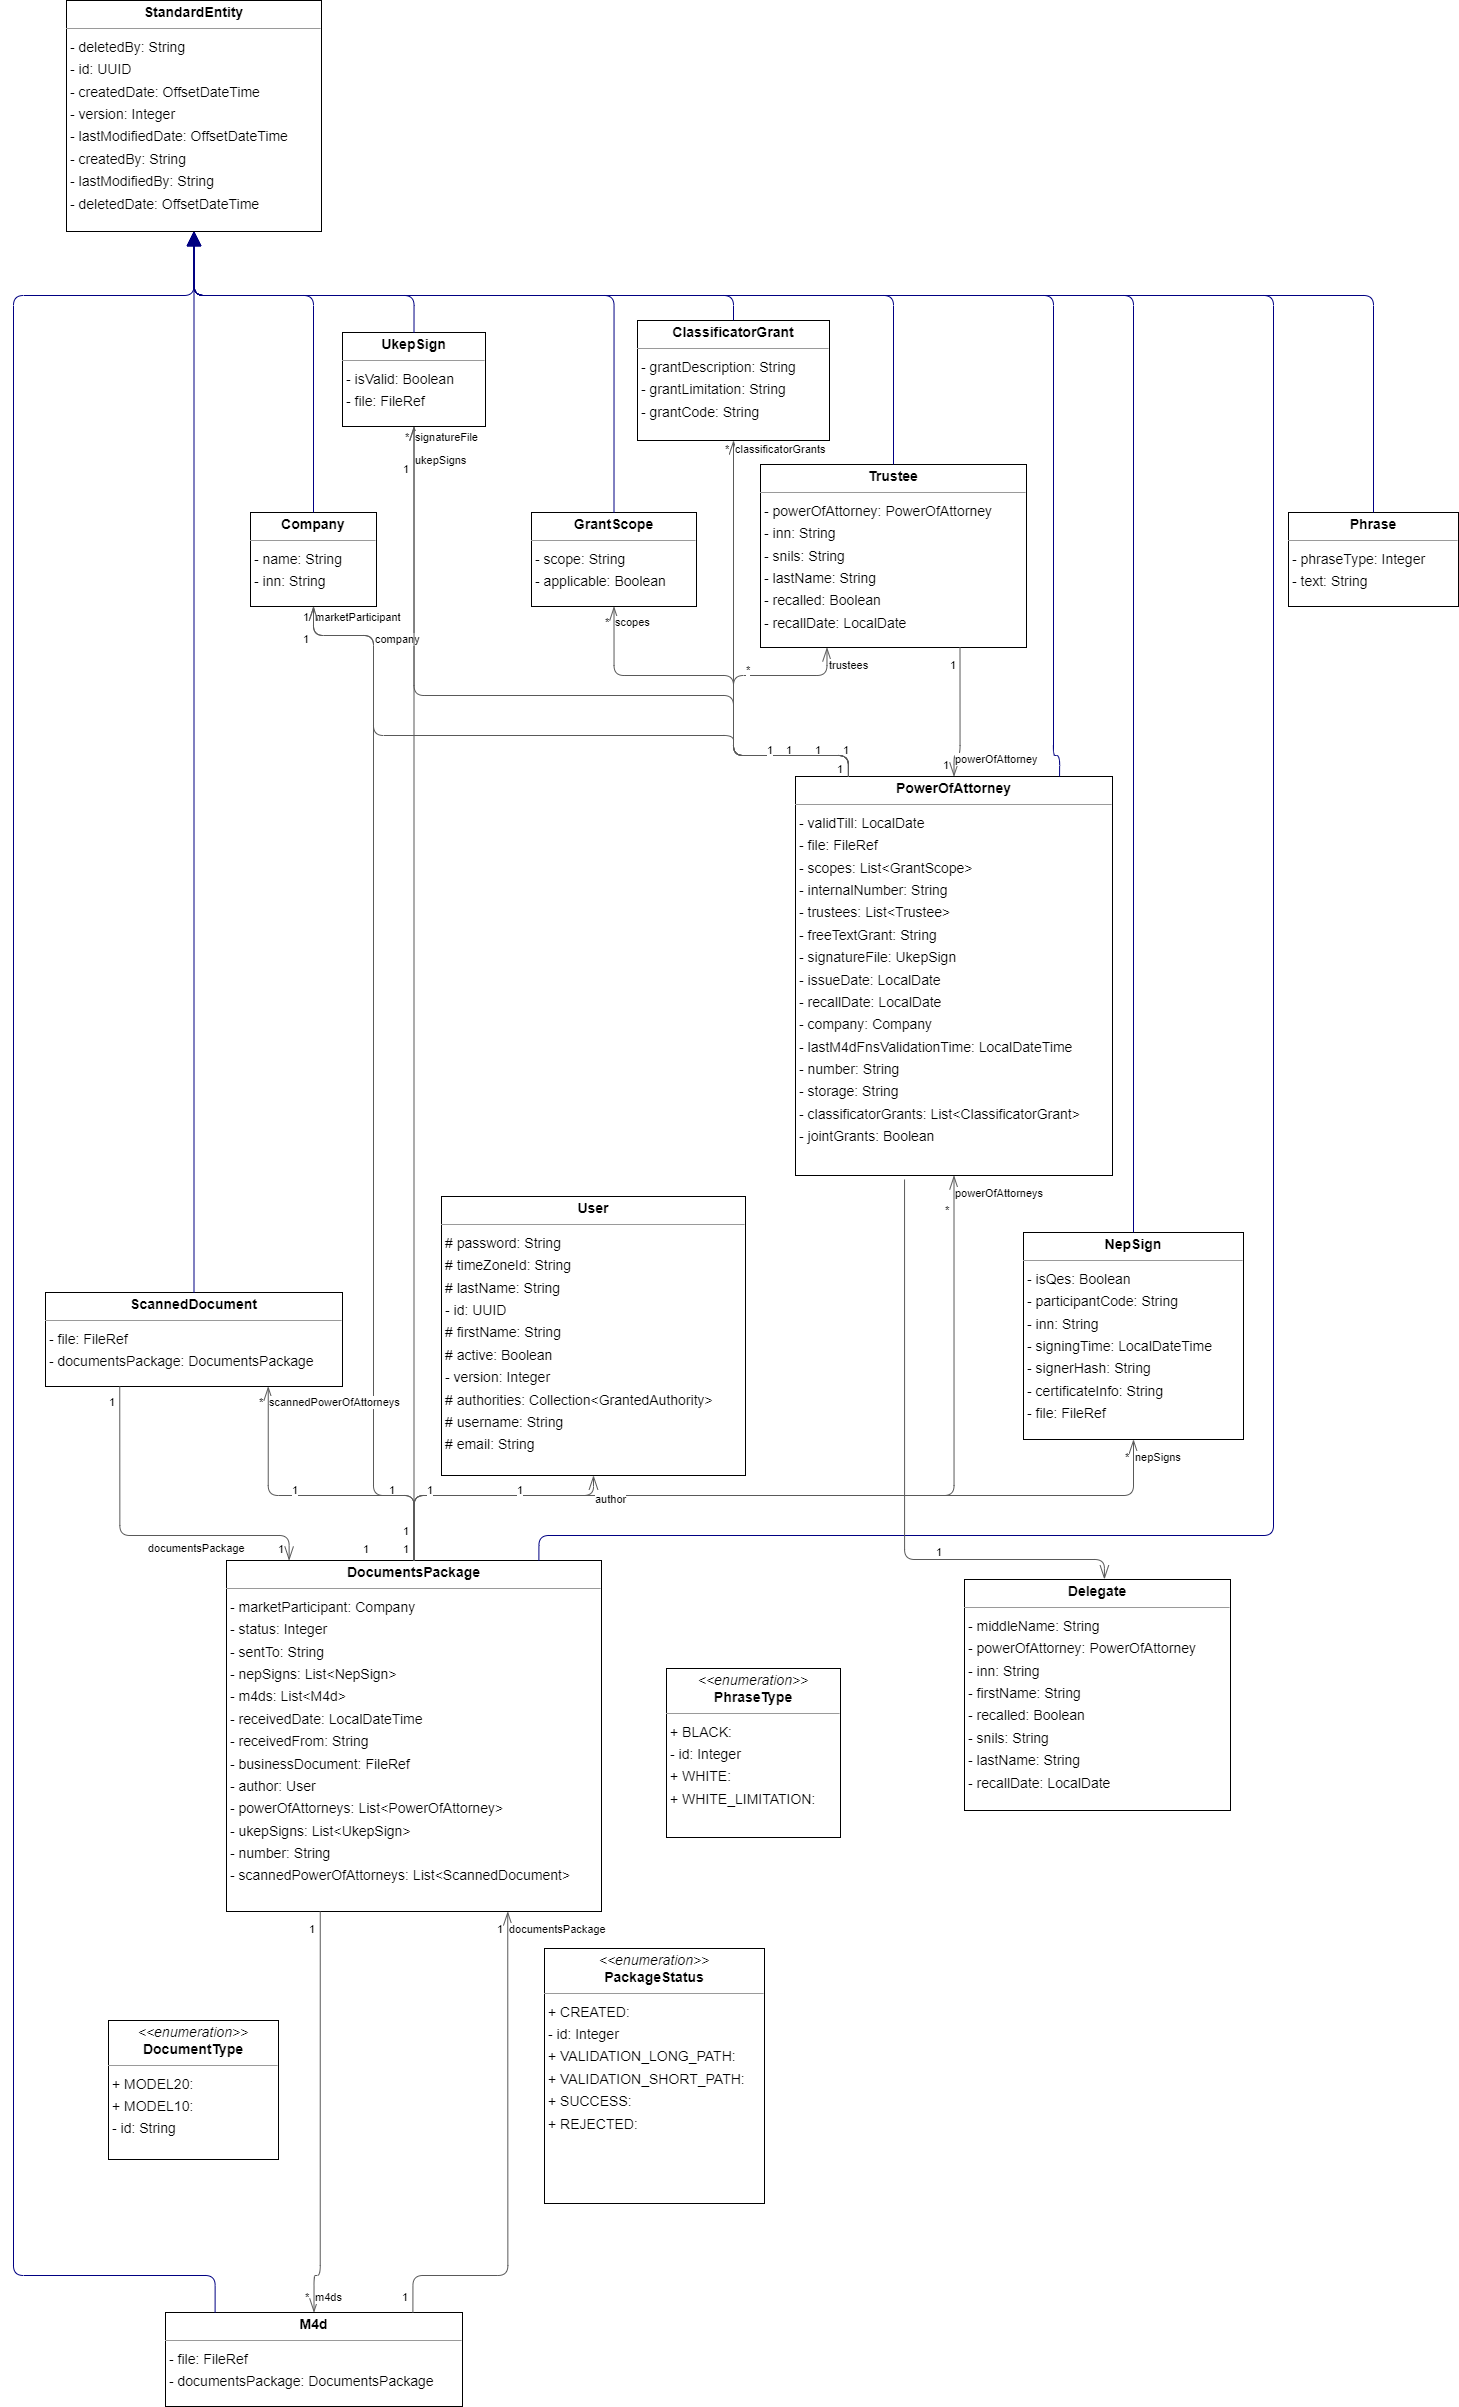 StandardEntity
- deletedBy: String
- id: UUID
- createdDate: OffsetDateTime
- version: Integer
- lastModifiedDate: OffsetDateTime
- createdBy: String
- lastModifiedBy: String
- deletedDate: OffsetDateTime
UkepSign
- isValid: Boolean
- file: FileRef
*
signatureFile
1
ukepSigns
ClassificatorGrant
- grantDescription: String
- grantLimitation: String
- grantCode: String
*
classificatorGrants
Trustee
- powerOfAttorney: PowerOfAttorney
- inn: String
- snils: String
- lastName: String
- recalled: Boolean
- recallDate: LocalDate
Company
- name: String
- inn: String
1
marketParticipant
1
company
GrantScope
- scope: String
- applicable: Boolean
*
scopes
Phrase
- phraseType: Integer
- text: String
*
trustees
1
1
1
1
1
1
1
powerOfAttorney
PowerOfAttorney
- validTill: LocalDate
- file: FileRef
- scopes: List<GrantScope>
- internalNumber: String
- trustees: List<Trustee>
- freeTextGrant: String
- signatureFile: UkepSign
- issueDate: LocalDate
- recallDate: LocalDate
- company: Company
- lastM4dFnsValidationTime: LocalDateTime
- number: String
- storage: String
- classificatorGrants: List<ClassificatorGrant>
- jointGrants: Boolean
powerOfAttorneys
*
User
# password: String
# timeZoneId: String
# lastName: String
- id: UUID
# firstName: String
# active: Boolean
- version: Integer
# authorities: Collection<GrantedAuthority>
# username: String
# email: String
NepSign
- isQes: Boolean
- participantCode: String
- inn: String
- signingTime: LocalDateTime
- signerHash: String
- certificateInfo: String
- file: FileRef
*
nepSigns
ScannedDocument
- file: FileRef
- documentsPackage: DocumentsPackage
1
*
scannedPowerOfAttorneys
1
1
1
1
author
1
documentsPackage
1
1
1
1
DocumentsPackage
- marketParticipant: Company
- status: Integer
- sentTo: String
- nepSigns: List<NepSign>
- m4ds: List<M4d>
- receivedDate: LocalDateTime
- receivedFrom: String
- businessDocument: FileRef
- author: User
- powerOfAttorneys: List<PowerOfAttorney>
- ukepSigns: List<UkepSign>
- number: String
- scannedPowerOfAttorneys: List<ScannedDocument>
Delegate
- middleName: String
- powerOfAttorney: PowerOfAttorney
- inn: String
- firstName: String
- recalled: Boolean
- snils: String
- lastName: String
- recallDate: LocalDate
<<enumeration>>
PhraseType
+ BLACK:
- id: Integer
+ WHITE:
+ WHITE_LIMITATION:
1
1
documentsPackage
<<enumeration>>
PackageStatus
+ CREATED:
- id: Integer
+ VALIDATION_LONG_PATH:
+ VALIDATION_SHORT_PATH:
+ SUCCESS:
+ REJECTED:
<<enumeration>>
DocumentType
+ MODEL20:
+ MODEL10:
- id: String
*
m4ds
1
M4d
- file: FileRef
- documentsPackage: DocumentsPackage